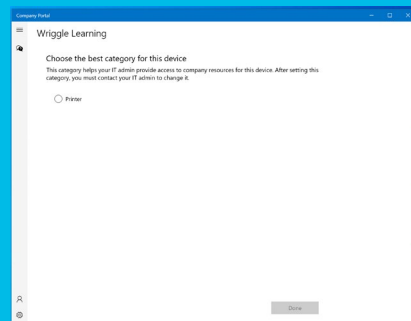 Company Portal
Wriggle Learning
Choose the best category for this device
This category helps your IT admin provide access to company resources for this device. After setting this
category, you must contact your IT admin to change it.
Printer
Done